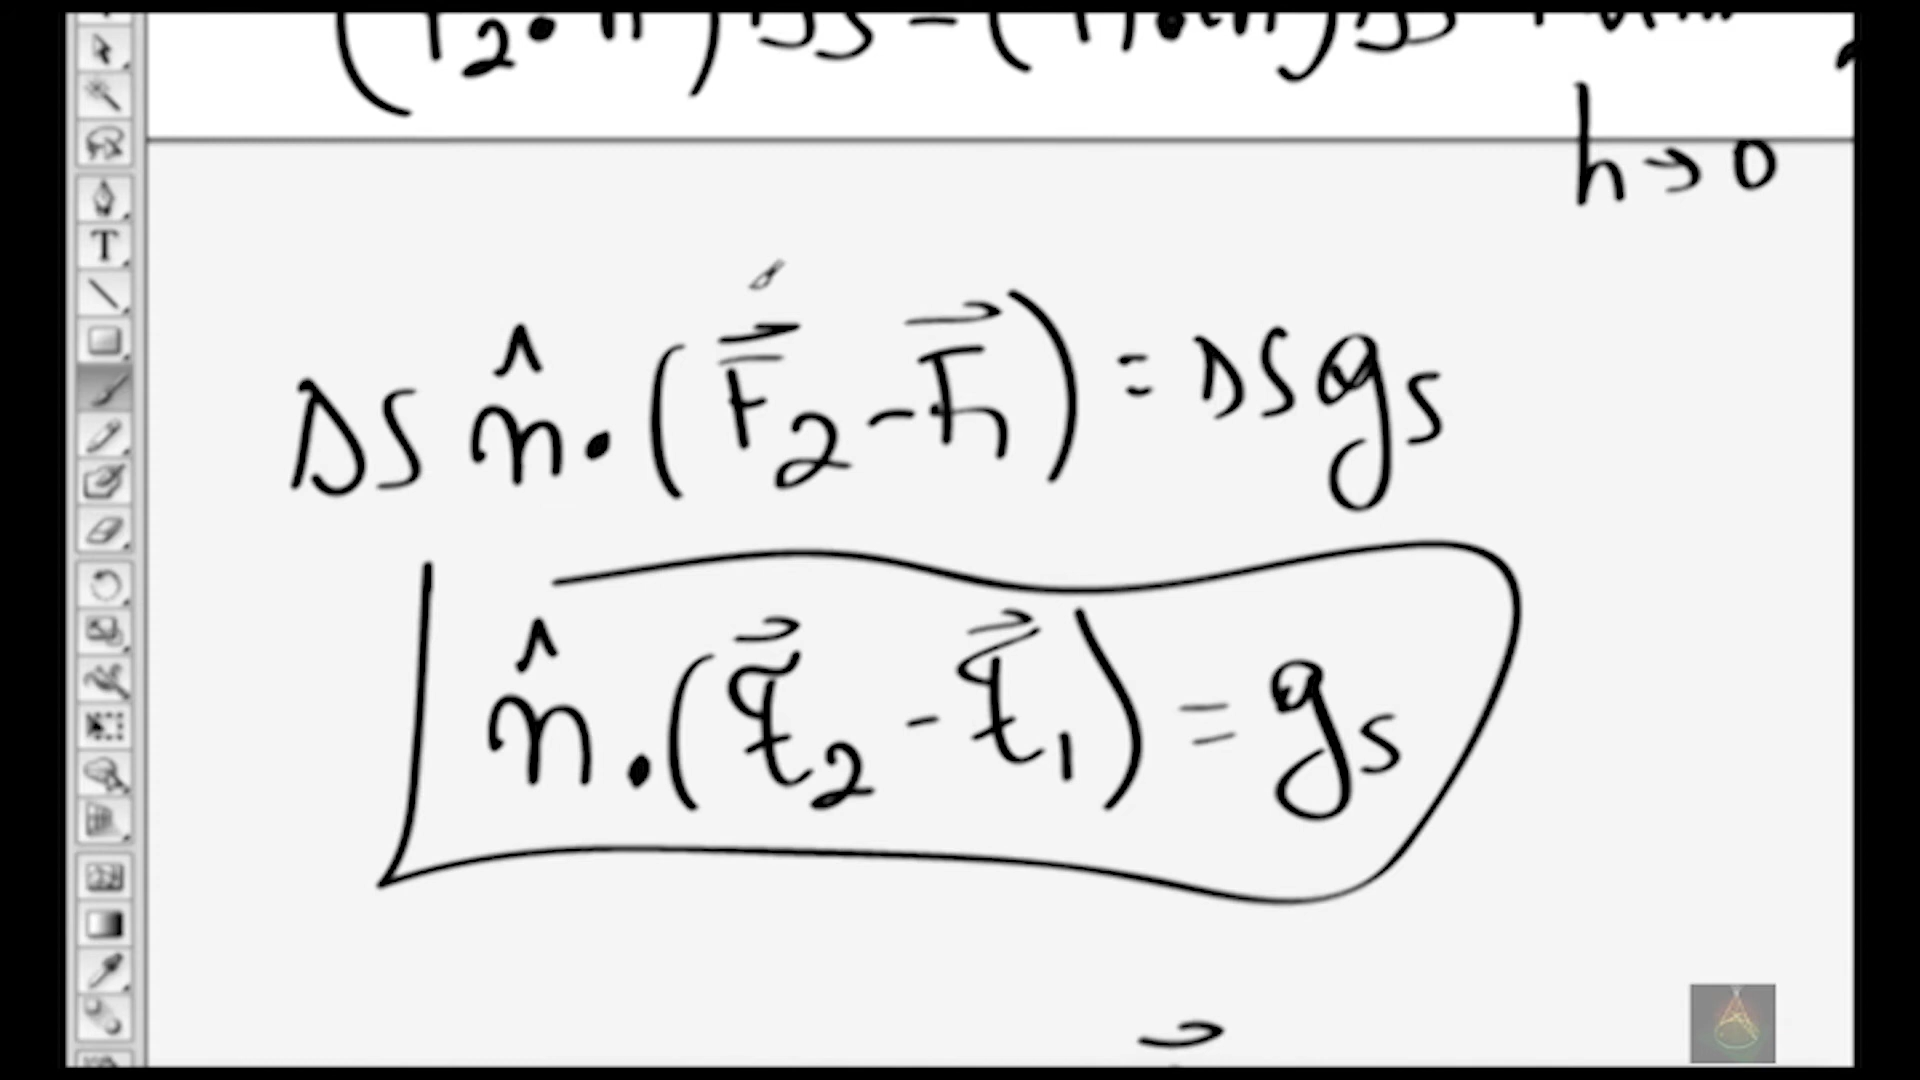 h → 0
ΔS n̂ · (F⃗₂ - F⃗₁) = ΔS gₛ
n̂ · (F⃗₂ - F⃗₁) = gₛ